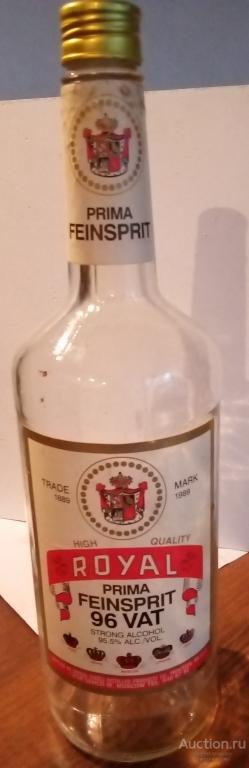 PRIMA
FEINSPRIT
TRADE MARK
1889 1989
HIGH QUALITY
ROYAL
PRIMA
FEINSPRIT
96 VAT
STRONG ALCOHOL
95.5% ALC./VOL.
MOSCOW
Auction.ru